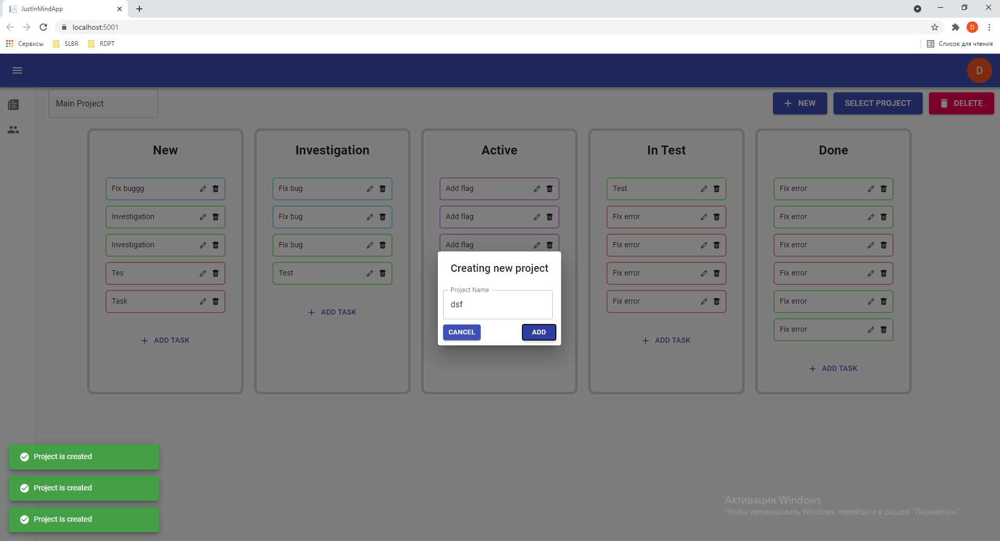 JustInMindApp
localhost:5001
D
Сервисы
SLBR
RDPT
Список для чтения
D
Main Project
NEW
SELECT PROJECT
DELETE
New
Fix buggg
Investigation
Investigation
Tes
Task
ADD TASK
Investigation
Fix bug
Fix bug
Fix bug
Test
ADD TASK
Active
Add flag
Add flag
Add flag
In Test
Test
Fix error
Fix error
Fix error
Fix error
ADD TASK
Done
Fix error
Fix error
Fix error
Fix error
Fix error
Fix error
ADD TASK
Creating new project
Project Name
dsf
CANCEL
ADD
Project is created
Project is created
Project is created
Активация Windows
Чтобы активировать Windows, перейдите в раздел "Параметры".